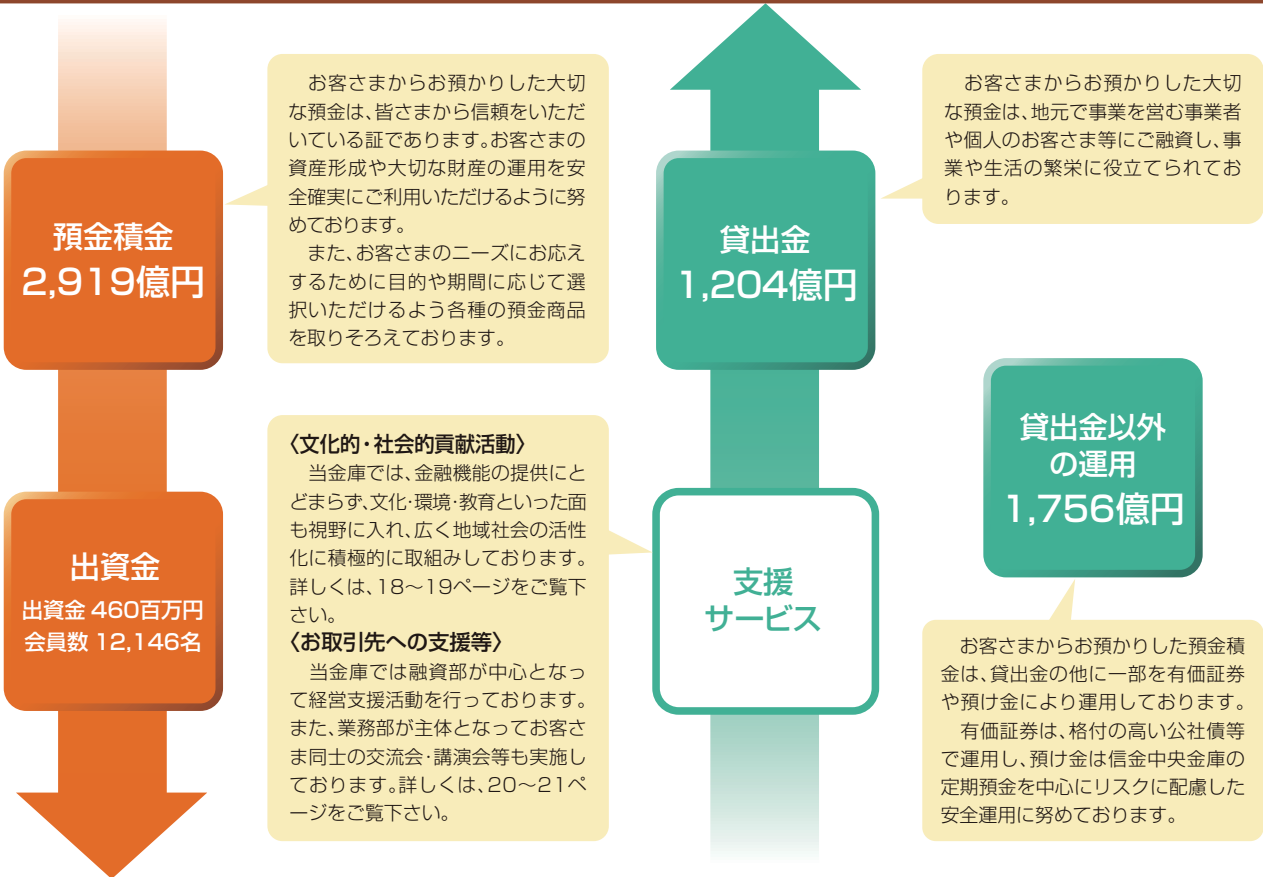 預金積金
2,919億円
お客さまからお預かりした大切
な預金は、皆さまから信頼をいただ
いている証であります。お客さまの
資産形成や大切な財産の運用を安
全確実にご利用いただけるように努
めております。
また、お客さまのニーズにお応え
するために目的や期間に応じて選
択いただけるよう各種の預金商品
を取りそろえております。
出資金
出資金 460百万円
会員数 12,146名
〈文化的・社会的貢献活動〉
当金庫では、金融機能の提供にと
どまらず、文化・環境・教育といった面
も視野に入れ、広く地域社会の活性
化に積極的に取組みしております。
詳しくは、18〜19ページをご覧下
さい。
〈お取引先への支援等〉
当金庫では融資部が中心となっ
て経営支援活動を行っております。
また、業務部が主体となってお客さ
ま同士の交流会・講演会等も実施し
ております。詳しくは、20〜21ペ
ージをご覧下さい。
貸出金
1,204億円
お客さまからお預かりした大切
な預金は、地元で事業を営む事業者
や個人のお客さま等にご融資し、事
業や生活の繁栄に役立てられてお
ります。
支援
サービス
貸出金以外
の運用
1,756億円
お客さまからお預かりした預金積
金は、貸出金の他に一部を有価証券
や預け金により運用しております。
有価証券は、格付の高い公社債等
で運用し、預け金は信金中央金庫の
定期預金を中心にリスクに配慮した
安全運用に努めております。